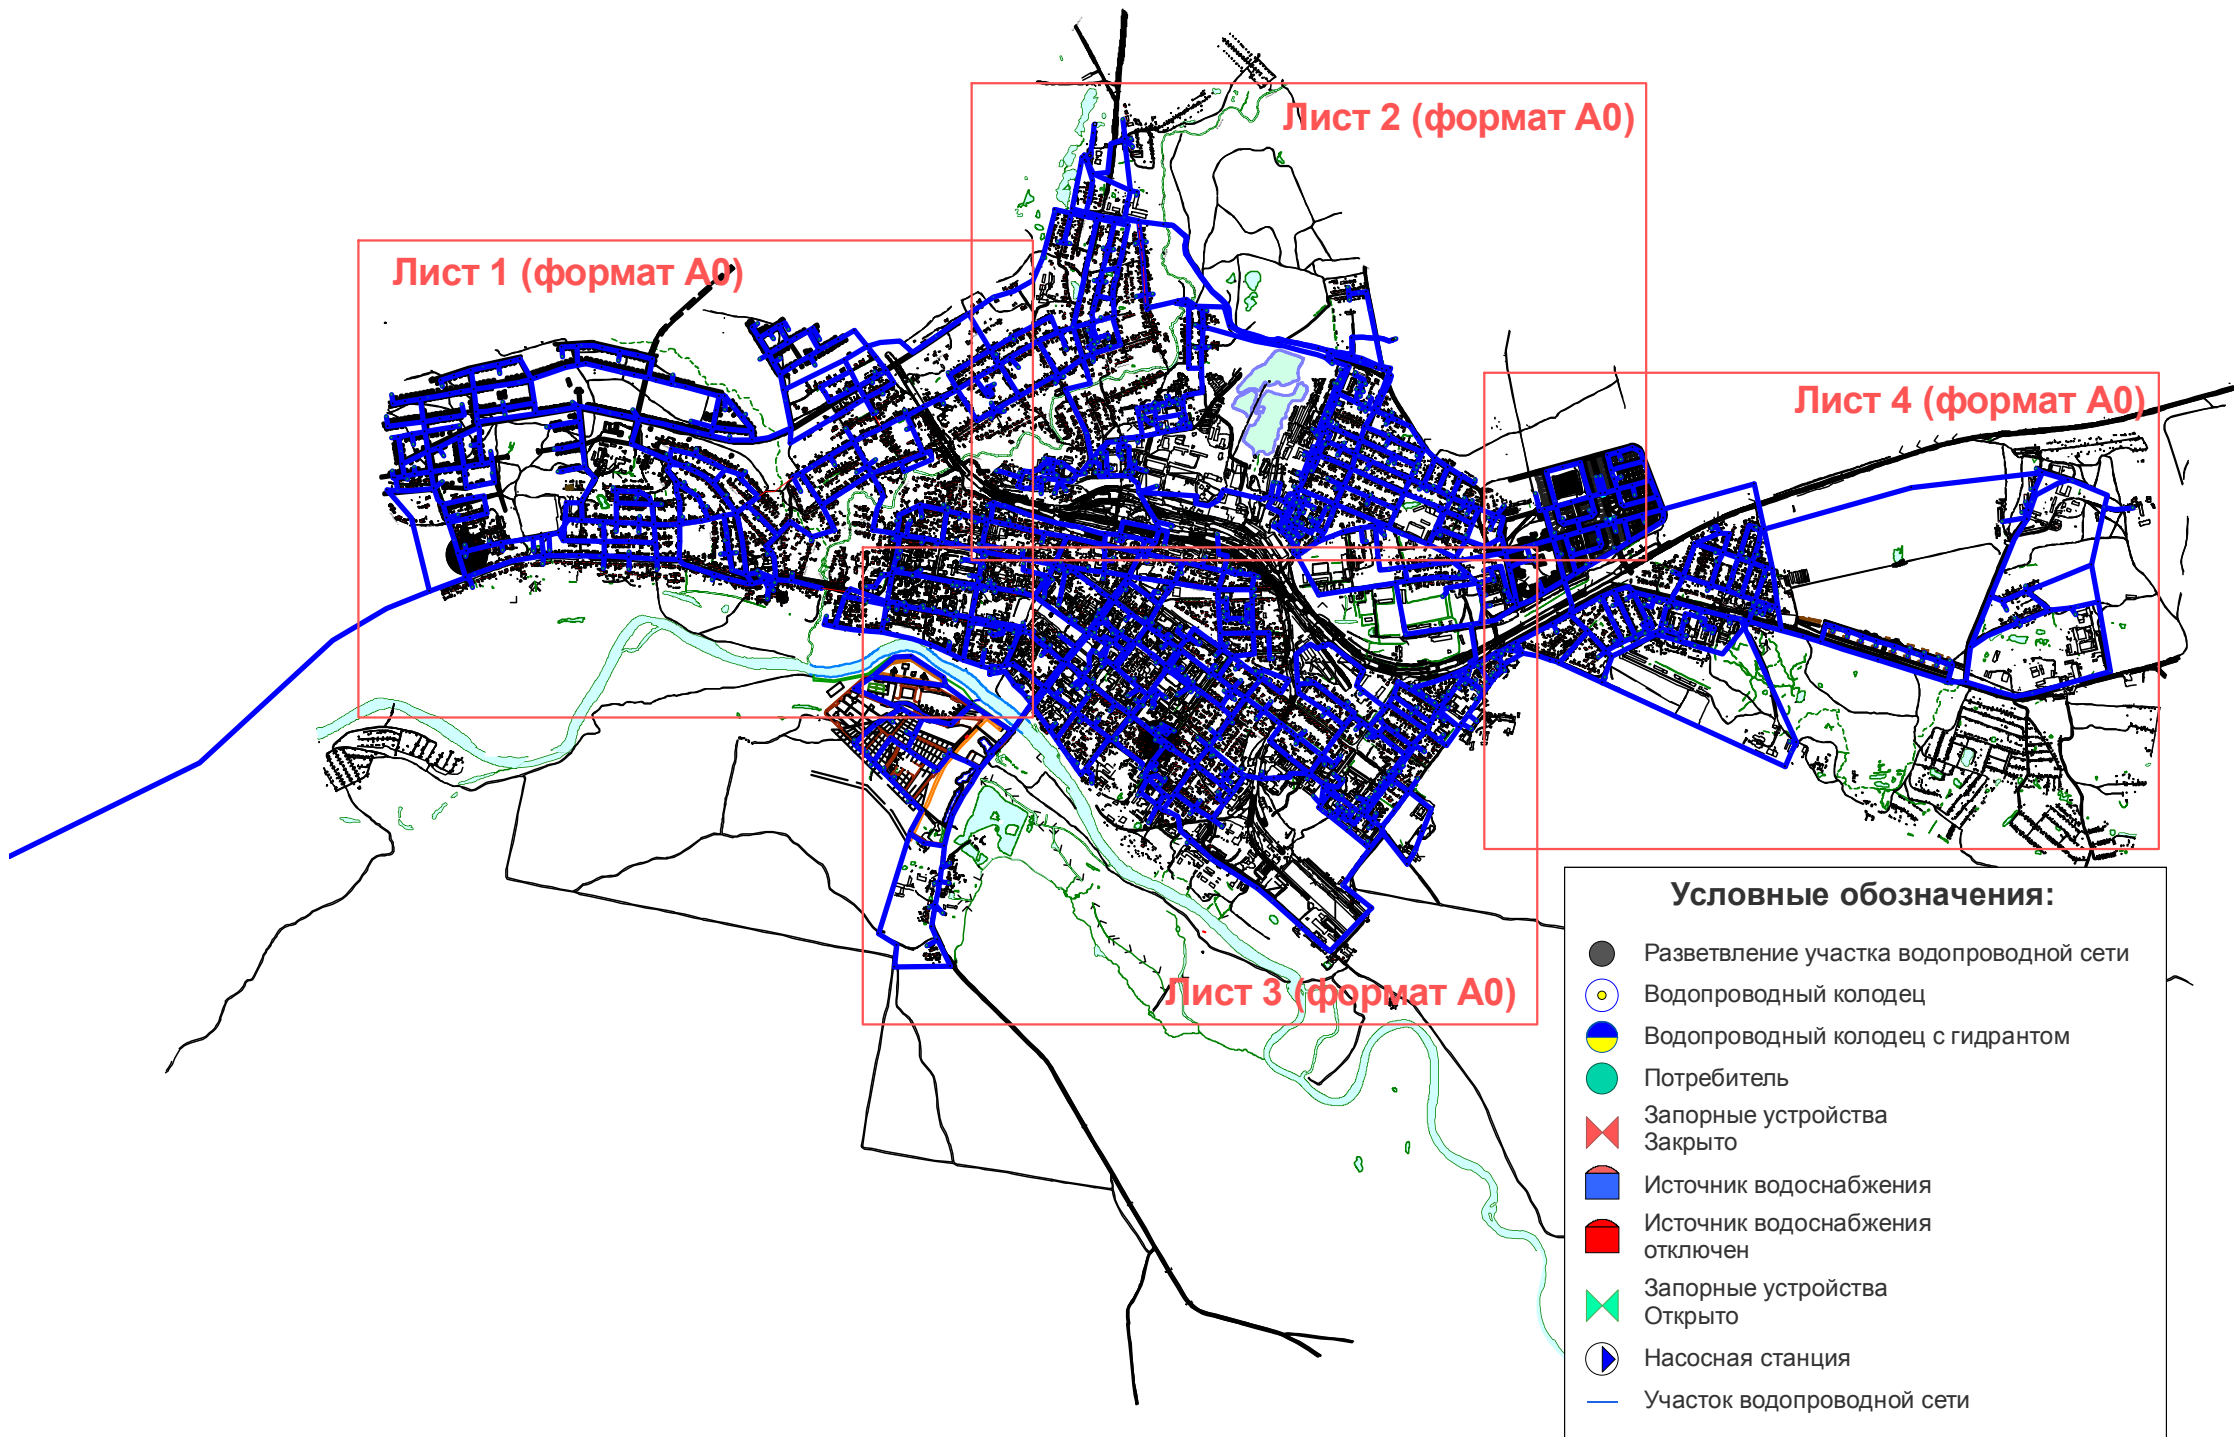 Лист 2 (формат А0)
Лист 1 (формат А0)
Лист 4 (формат А0)
Лист 3 (формат А0)
Условные обозначения:
Разветвление участка водопроводной сети
Водопроводный колодец
Водопроводный колодец с гидрантом
Потребитель
Запорные устройства
Закрыто
Источник водоснабжения
Источник водоснабжения
отключен
Запорные устройства
Открыто
Насосная станция
Участок водопроводной сети